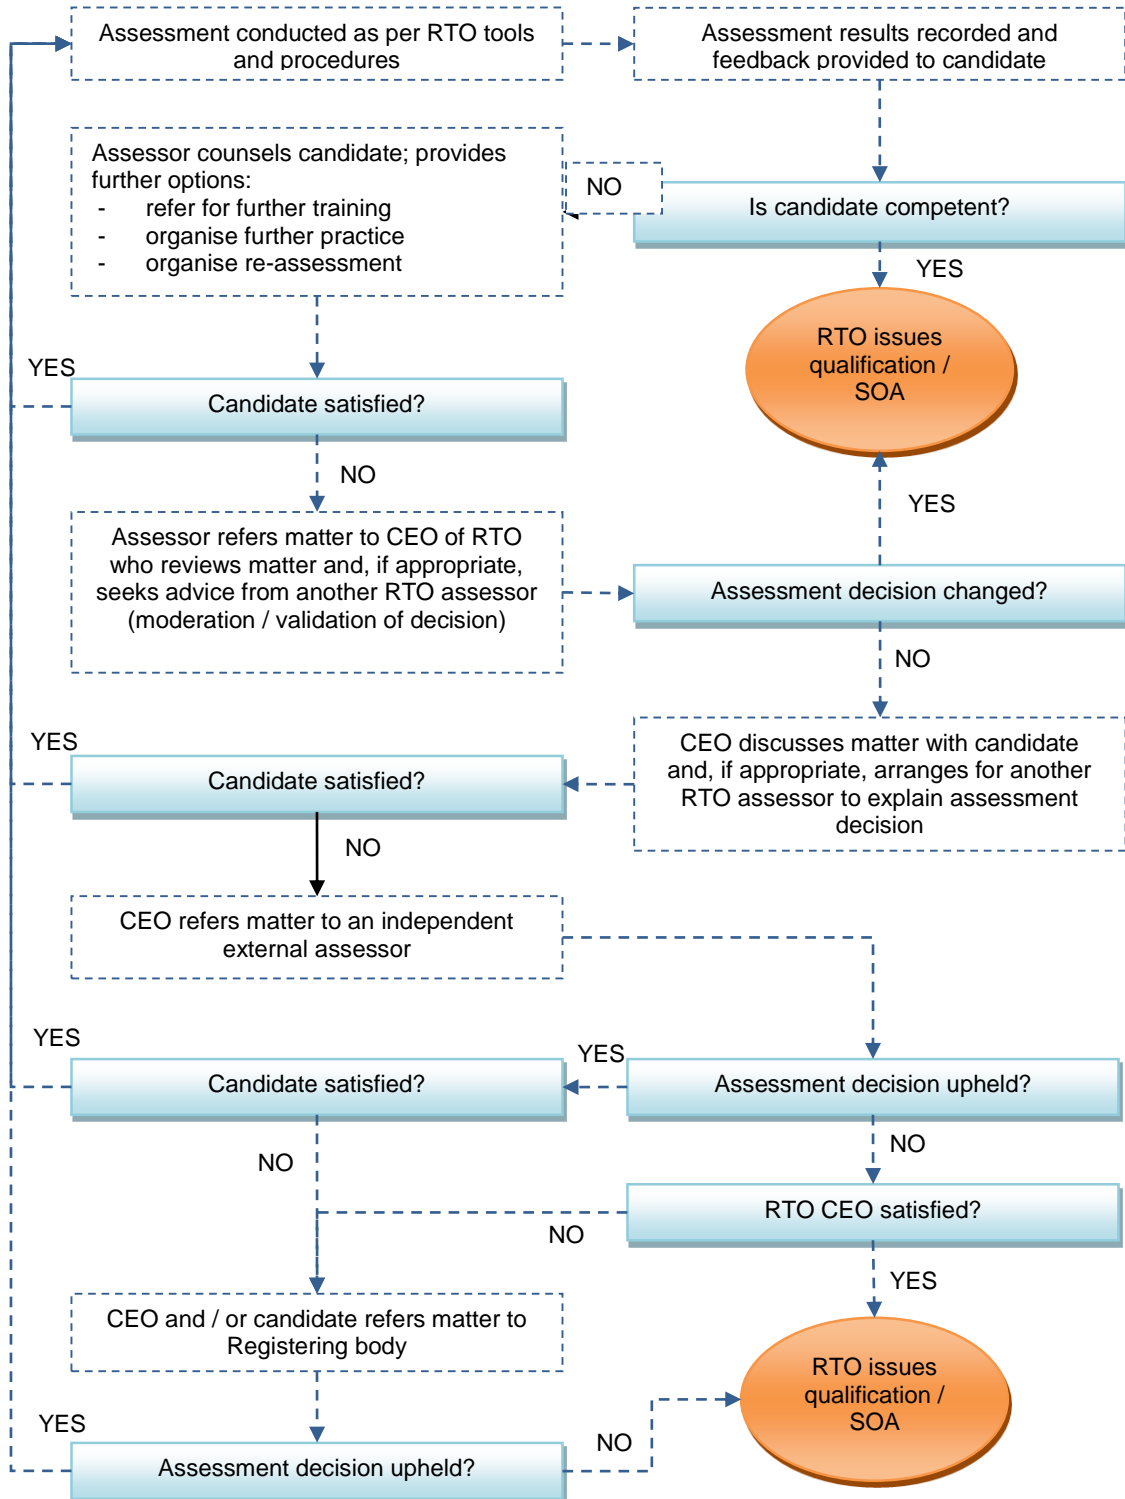 Assessment conducted as per RTO tools
and procedures
Assessment results recorded and
feedback provided to candidate
Assessor counsels candidate; provides
further options:
- refer for further training
- organise further practice
- organise re-assessment
NO
Is candidate competent?
YES
RTO issues
qualification /
SOA
YES
Candidate satisfied?
NO
YES
Assessor refers matter to CEO of RTO
who reviews matter and, if appropriate,
seeks advice from another RTO assessor
(moderation / validation of decision)
Assessment decision changed?
NO
YES
Candidate satisfied?
CEO discusses matter with candidate
and, if appropriate, arranges for another
RTO assessor to explain assessment
decision
NO
CEO refers matter to an independent
external assessor
YES
YES
Candidate satisfied?
Assessment decision upheld?
NO
NO
RTO CEO satisfied?
NO
YES
CEO and / or candidate refers matter to
Registering body
RTO issues
qualification /
SOA
YES
NO
Assessment decision upheld?